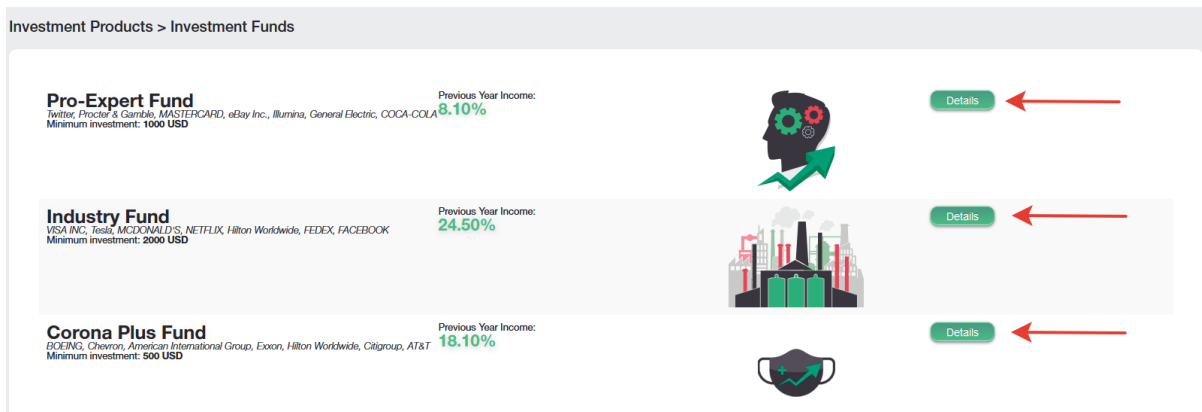 Investment Products > Investment Funds
Pro-Expert Fund
Twitter, Procter & Gamble, MASTERCARD, eBay Inc., Illumina, General Electric, COCA-COLA
Minimum investment: 1000 USD
Previous Year Income:
8.10%
Details
Industry Fund
VISA INC, Tesla, MCDONALD'S, NETFLIX, Hilton Worldwide, FEDEX, FACEBOOK
Minimum investment: 2000 USD
Previous Year Income:
24.50%
Details
Corona Plus Fund
BOEING, Chevron, American International Group, Exxon, Hilton Worldwide, Citigroup, AT&T
Minimum investment: 500 USD
Previous Year Income:
18.10%
Details